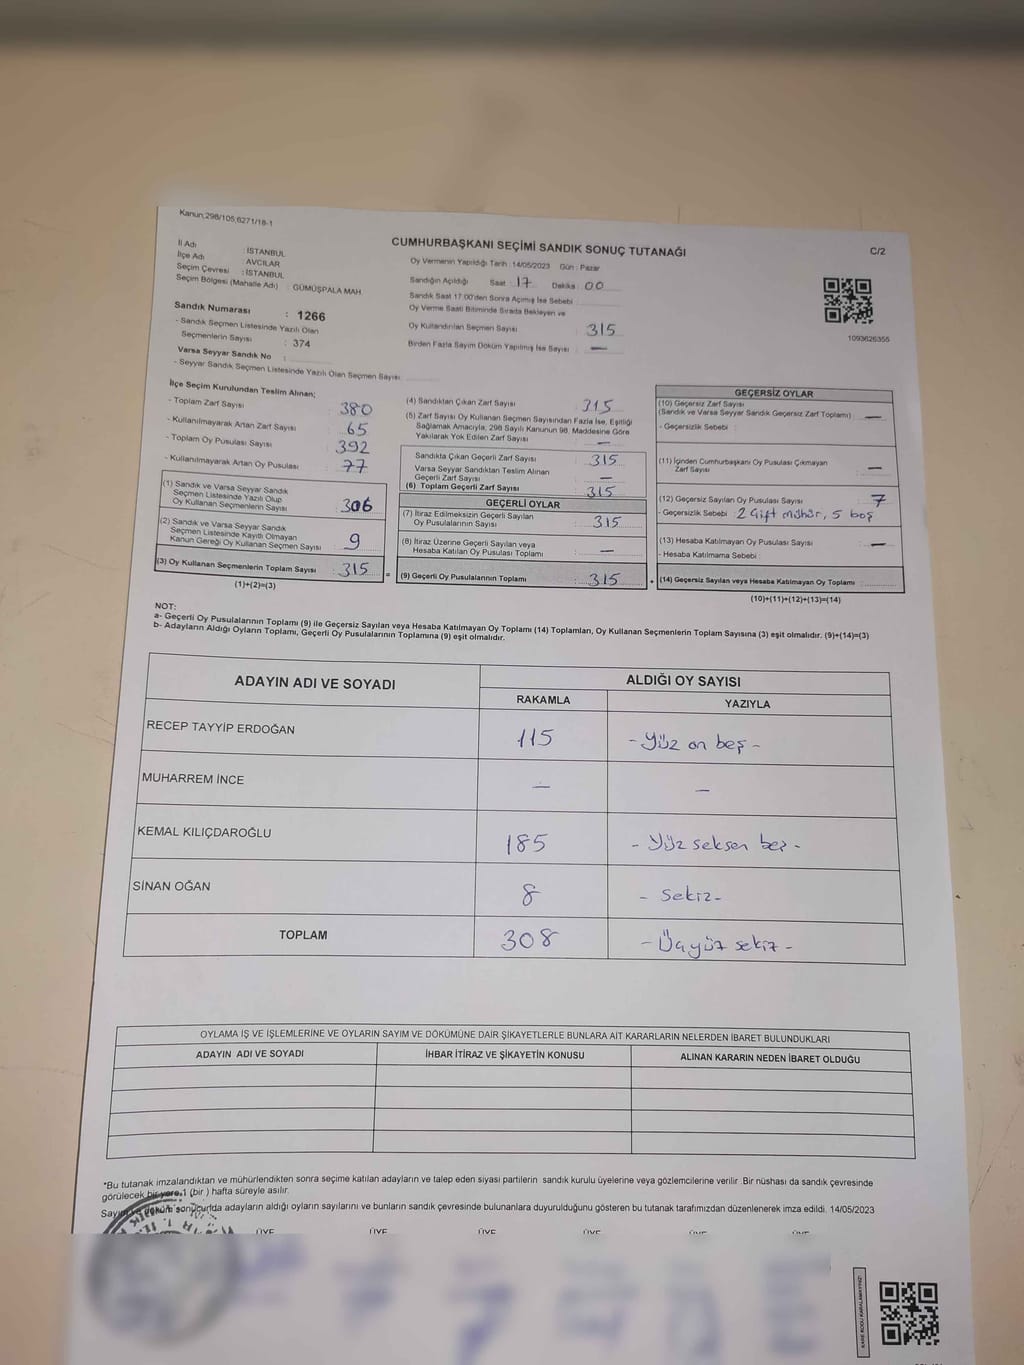 Kanun;298/105;6271/18-1
CUMHURBAŞKANI SEÇİMİ SANDIK SONUÇ TUTANAĞI
C/2
İl Adı : İSTANBUL
İlçe Adı : AVCILAR
Seçim Çevresi : İSTANBUL
Seçim Bölgesi (Mahalle Adı) : GÜMÜŞPALA MAH.
Sandık Numarası : 1266
- Sandık Seçmen Listesinde Yazılı Olan
Seçmenlerin Sayısı : 374
Varsa Seyyar Sandık No :
- Seyyar Sandık Seçmen Listesinde Yazılı Olan Seçmen Sayısı
Oy Vermenin Yapıldığı Tarih : 14/05/2023 Gün : Pazar
Sandığın Açıldığı Saat 17 Dakika 00
Sandık Saat 17:00'den Sonra Açılmış İse Sebebi
Oy Verme Saati Bitiminde Sırada Bekleyen ve
Oy Kullandırılan Seçmen Sayısı 315
Birden Fazla Sayım Döküm Yapılmış İse Sayısı —
1093626355
İlçe Seçim Kurulundan Teslim Alınan;
- Toplam Zarf Sayısı : 380
- Kullanılmayarak Artan Zarf Sayısı : 65
- Toplam Oy Pusulası Sayısı : 392
- Kullanılmayarak Artan Oy Pusulası : 77
(1) Sandık ve Varsa Seyyar Sandık
Seçmen Listesinde Yazılı Olup
Oy Kullanan Seçmenlerin Sayısı : 306
(2) Sandık ve Varsa Seyyar Sandık
Seçmen Listesinde Kayıtlı Olmayan
Kanun Gereği Oy Kullanan Seçmen Sayısı : 9
(3) Oy Kullanan Seçmenlerin Toplam Sayısı : 315
(1)+(2)=(3)
(4) Sandıktan Çıkan Zarf Sayısı : 315
(5) Zarf Sayısı Oy Kullanan Seçmen Sayısından Fazla İse, Eşitliği
Sağlamak Amacıyla, 298 Sayılı Kanunun 98. Maddesine Göre
Yakılarak Yok Edilen Zarf Sayısı —
Sandıkta Çıkan Geçerli Zarf Sayısı : 315
Varsa Seyyar Sandıktan Teslim Alınan
Geçerli Zarf Sayısı —
(6) Toplam Geçerli Zarf Sayısı 315
GEÇERLİ OYLAR
(7) İtiraz Edilmeksizin Geçerli Sayılan
Oy Pusulalarının Sayısı : 315
(8) İtiraz Üzerine Geçerli Sayılan veya
Hesaba Katılan Oy Pusulası Toplamı : —
(9) Geçerli Oy Pusulalarının Toplamı : 315
GEÇERSİZ OYLAR
(10) Geçersiz Zarf Sayısı
(Sandık ve Varsa Seyyar Sandık Geçersiz Zarf Toplamı) : —
- Geçersizlik Sebebi :
(11) İçinden Cumhurbaşkanı Oy Pusulası Çıkmayan
Zarf Sayısı : —
(12) Geçersiz Sayılan Oy Pusulası Sayısı : 7
- Geçersizlik Sebebi : 2 çift mühür, 5 boş
(13) Hesaba Katılmayan Oy Pusulası Sayısı : —
- Hesaba Katılmama Sebebi :
(14) Geçersiz Sayılan veya Hesaba Katılmayan Oy Toplamı :
(10)+(11)+(12)+(13)=(14)
NOT:
a- Geçerli Oy Pusulalarının Toplamı (9) ile Geçersiz Sayılan veya Hesaba Katılmayan Oy Toplamı (14) Toplamları, Oy Kullanan Seçmenlerin Toplam Sayısına (3) eşit olmalıdır. (9)+(14)=(3)
b- Adayların Aldığı Oyların Toplamı, Geçerli Oy Pusulalarının Toplamına (9) eşit olmalıdır.
ADAYIN ADI VE SOYADI ALDIĞI OY SAYISI
RAKAMLA YAZIYLA
RECEP TAYYİP ERDOĞAN 115 - Yüz on beş -
MUHARREM İNCE — —
KEMAL KILIÇDAROĞLU 185 - Yüz seksen beş -
SİNAN OĞAN 8 - Sekiz -
TOPLAM 308 - Üçyüz sekiz -
OYLAMA İŞ VE İŞLEMLERİNE VE OYLARIN SAYIM VE DÖKÜMÜNE DAİR ŞİKAYETLERLE BUNLARA AİT KARARLARIN NELERDEN İBARET BULUNDUKLARI
ADAYIN ADI VE SOYADI İHBAR İTİRAZ VE ŞİKAYETİN KONUSU ALINAN KARARIN NEDEN İBARET OLDUĞU
*Bu tutanak imzalandıktan ve mühürlendikten sonra seçime katılan adayların ve talep eden siyasi partilerin sandık kurulu üyelerine veya gözlemcilerine verilir. Bir nüshası da sandık çevresinde
görülecek bir yere 1 (bir ) hafta süreyle asılır.
Sayım ve döküm sonucunda adayların aldığı oyların sayılarını ve bunların sandık çevresinde bulunanlara duyurulduğunu gösteren bu tutanak tarafımızdan düzenlenerek imza edildi. 14/05/2023
ÜYE ÜYE ÜYE ÜYE ÜYE ÜYE
KARE KODU KARALAMAYINIZ!